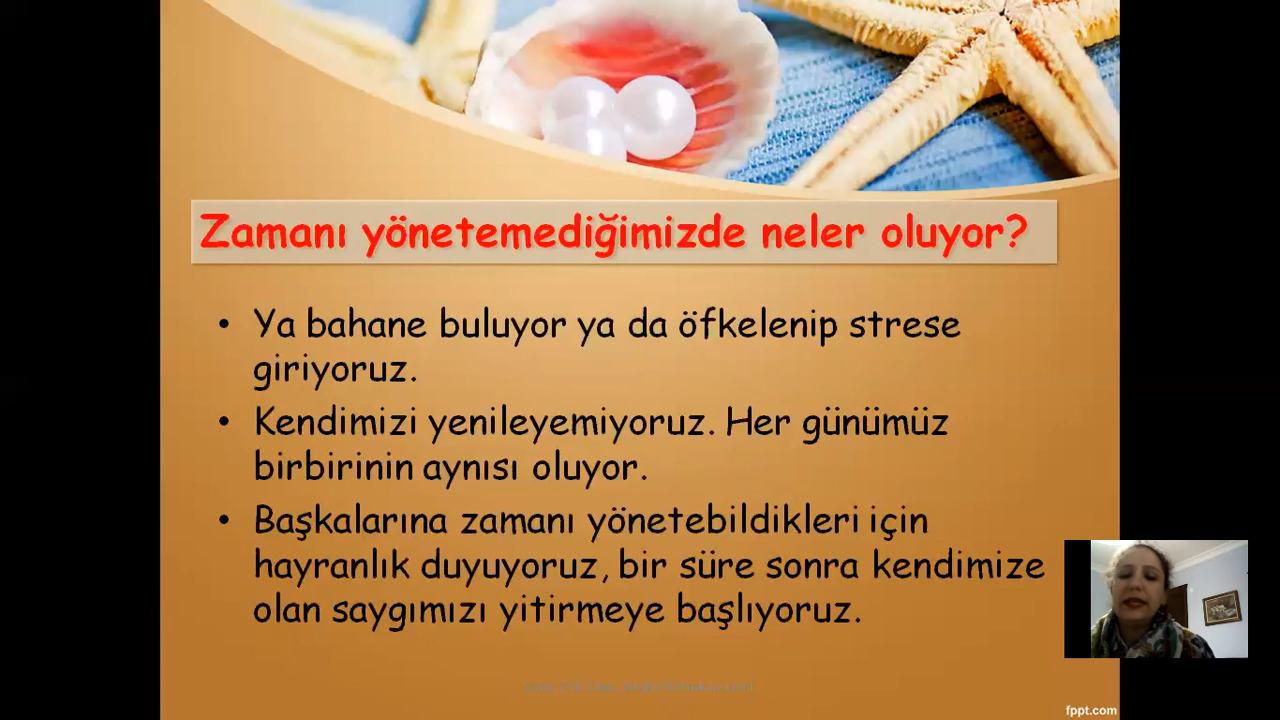 Zamanı yönetemediğimizde neler oluyor?
• Ya bahane buluyor ya da öfkelenip strese
giriyoruz.
• Kendimizi yenileyemiyoruz. Her günümüz
birbirinin aynısı oluyor.
• Başkalarına zamanı yönetebildikleri için
hayranlık duyuyoruz, bir süre sonra kendimize
olan saygımızı yitirmeye başlıyoruz.
fppt.com